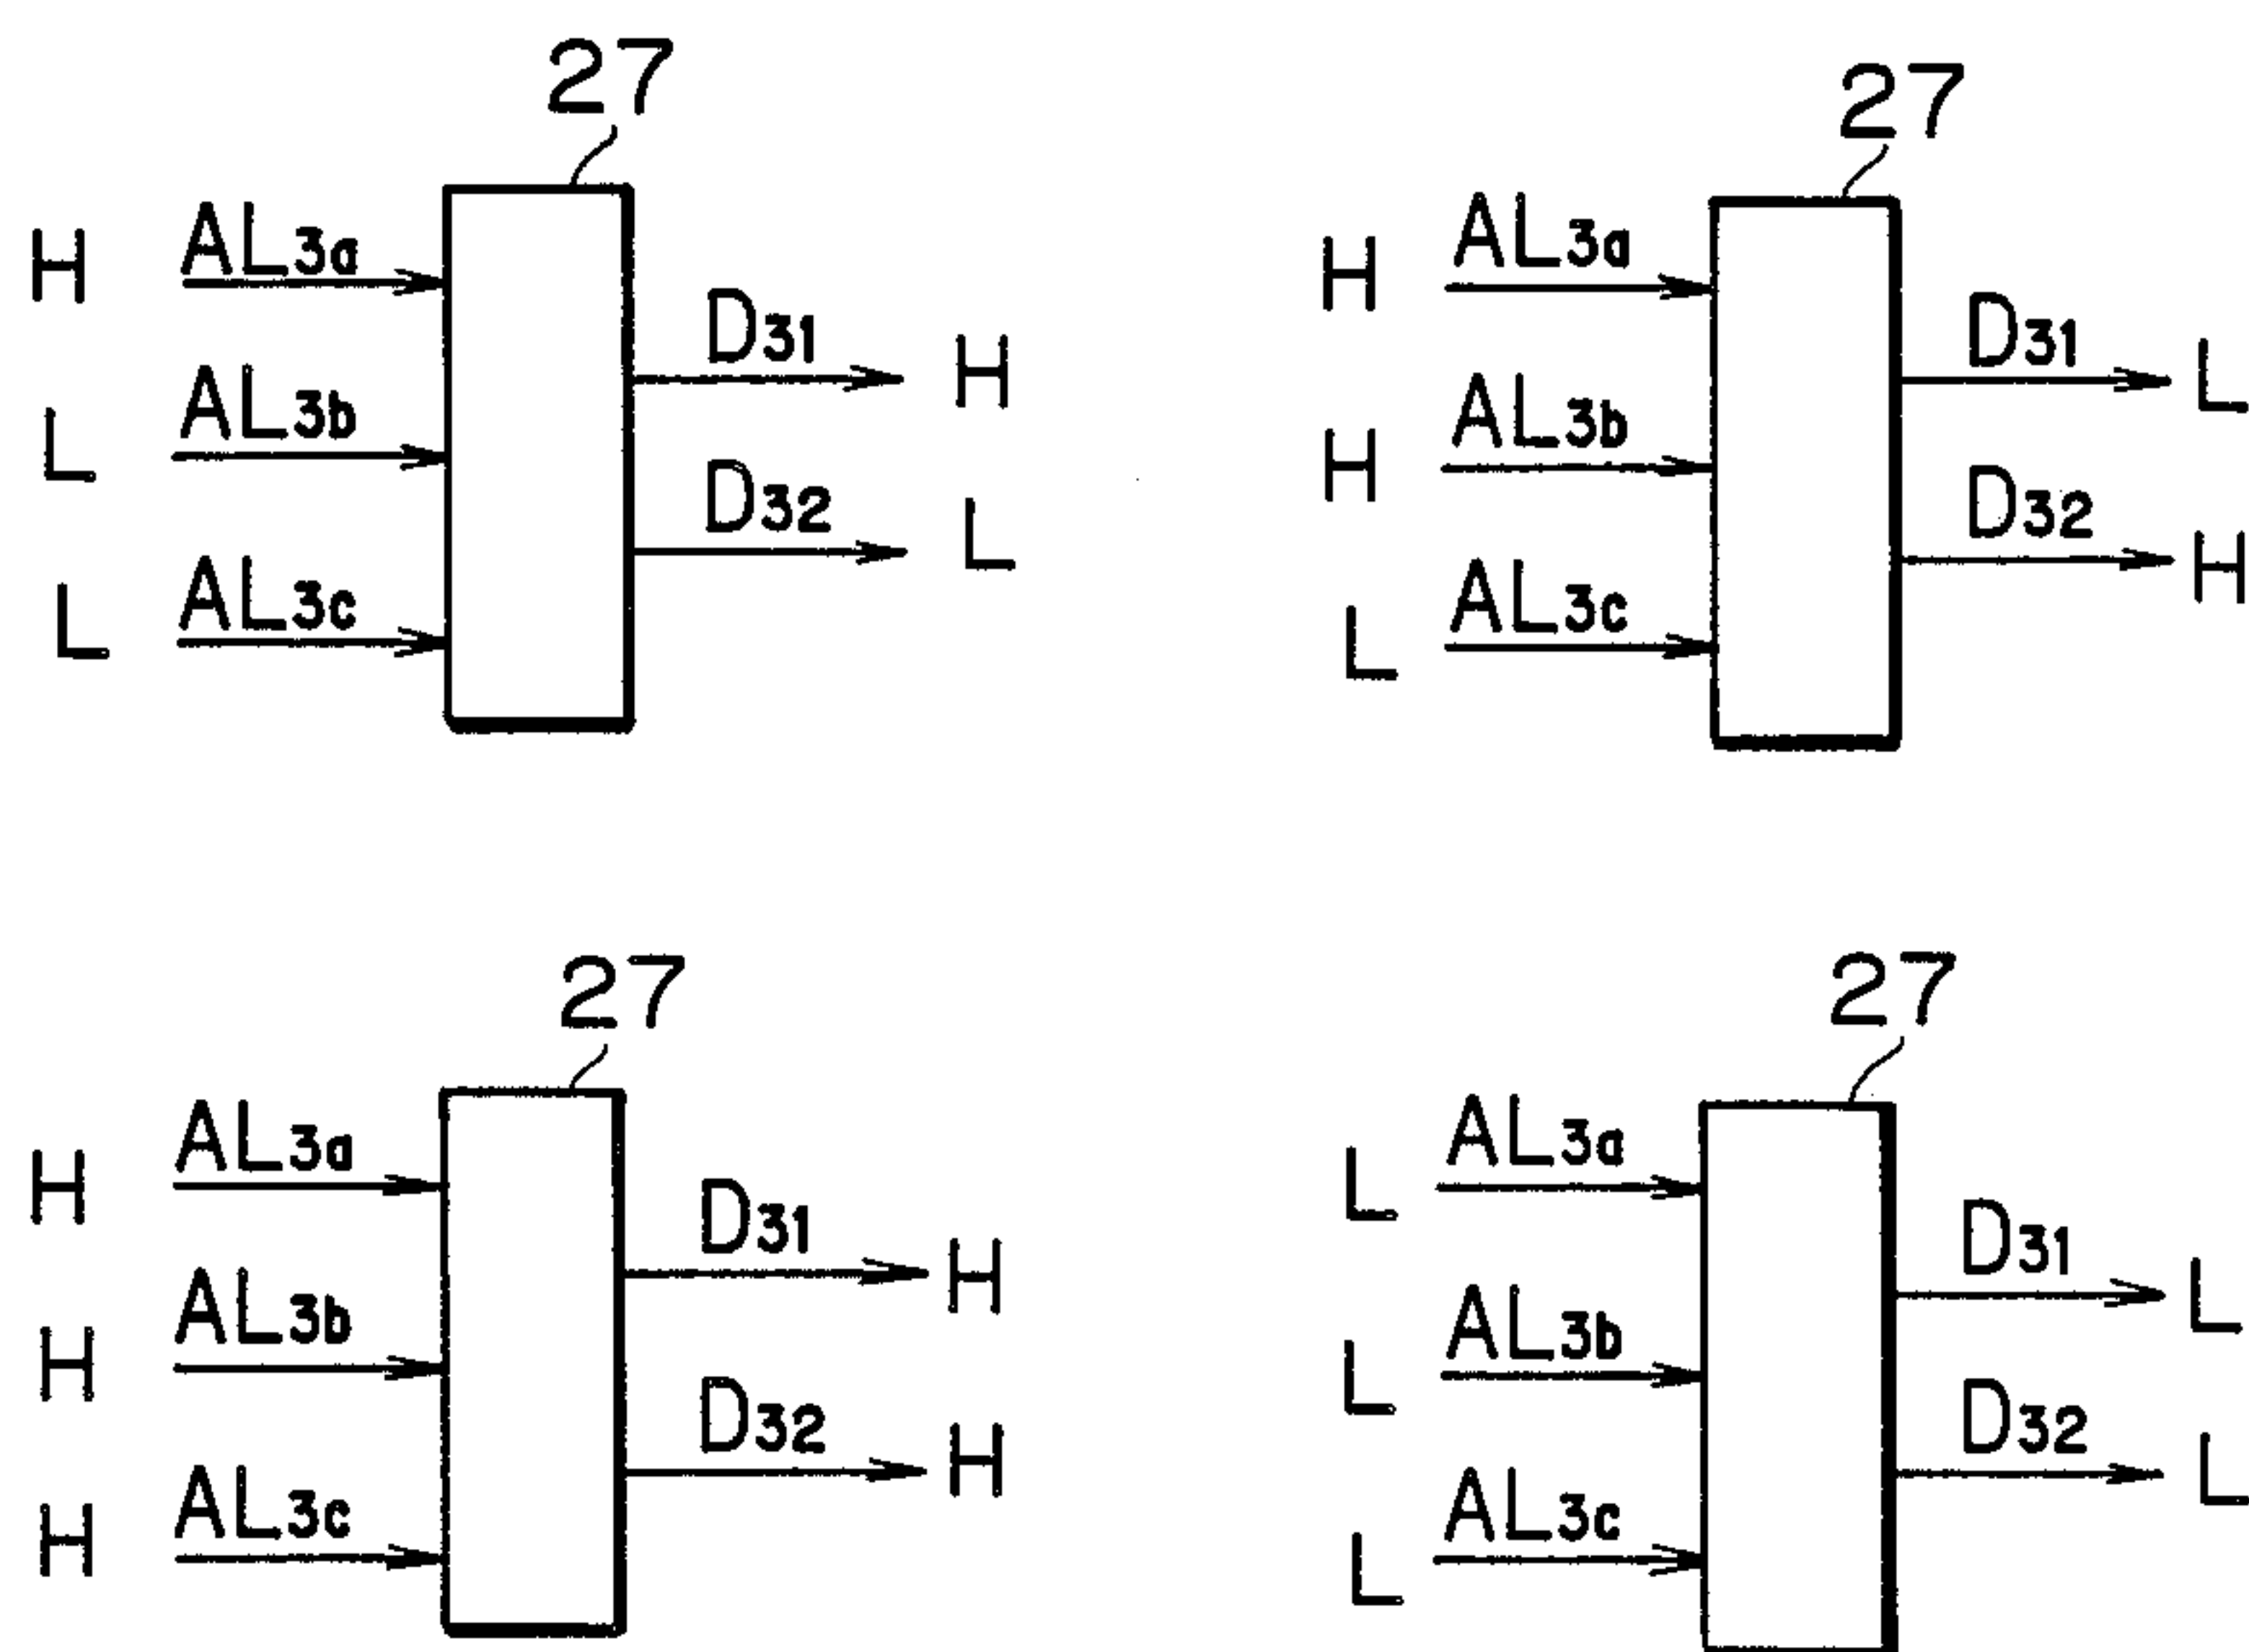 27
H AL3a
D31 H
L AL3b
D32 L
L AL3c
27
H AL3a
D31 L
H AL3b
D32 H
L AL3c
27
H AL3a
D31 H
H AL3b
D32 H
H AL3c
27
L AL3a
D31 L
L AL3b
D32 L
L AL3c